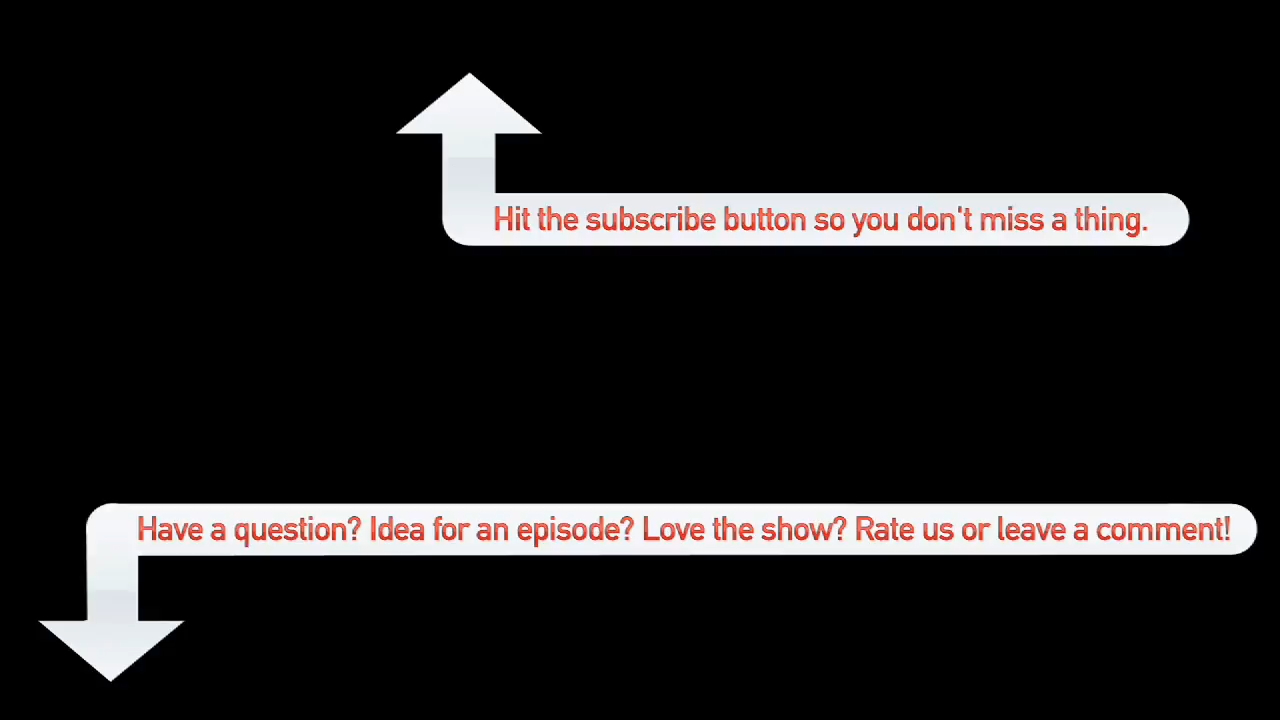 Hit the subscribe button so you don't miss a thing.
Have a question? Idea for an episode? Love the show? Rate us or leave a comment!